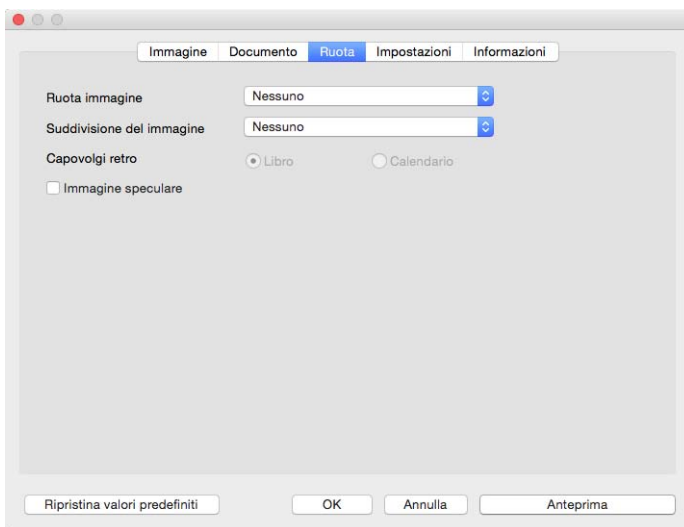 Immagine Documento Ruota Impostazioni Informazioni
Ruota immagine Nessuno
Suddivisione del immagine Nessuno
Capovolgi retro Libro Calendario
Immagine speculare
Ripristina valori predefiniti OK Annulla Anteprima